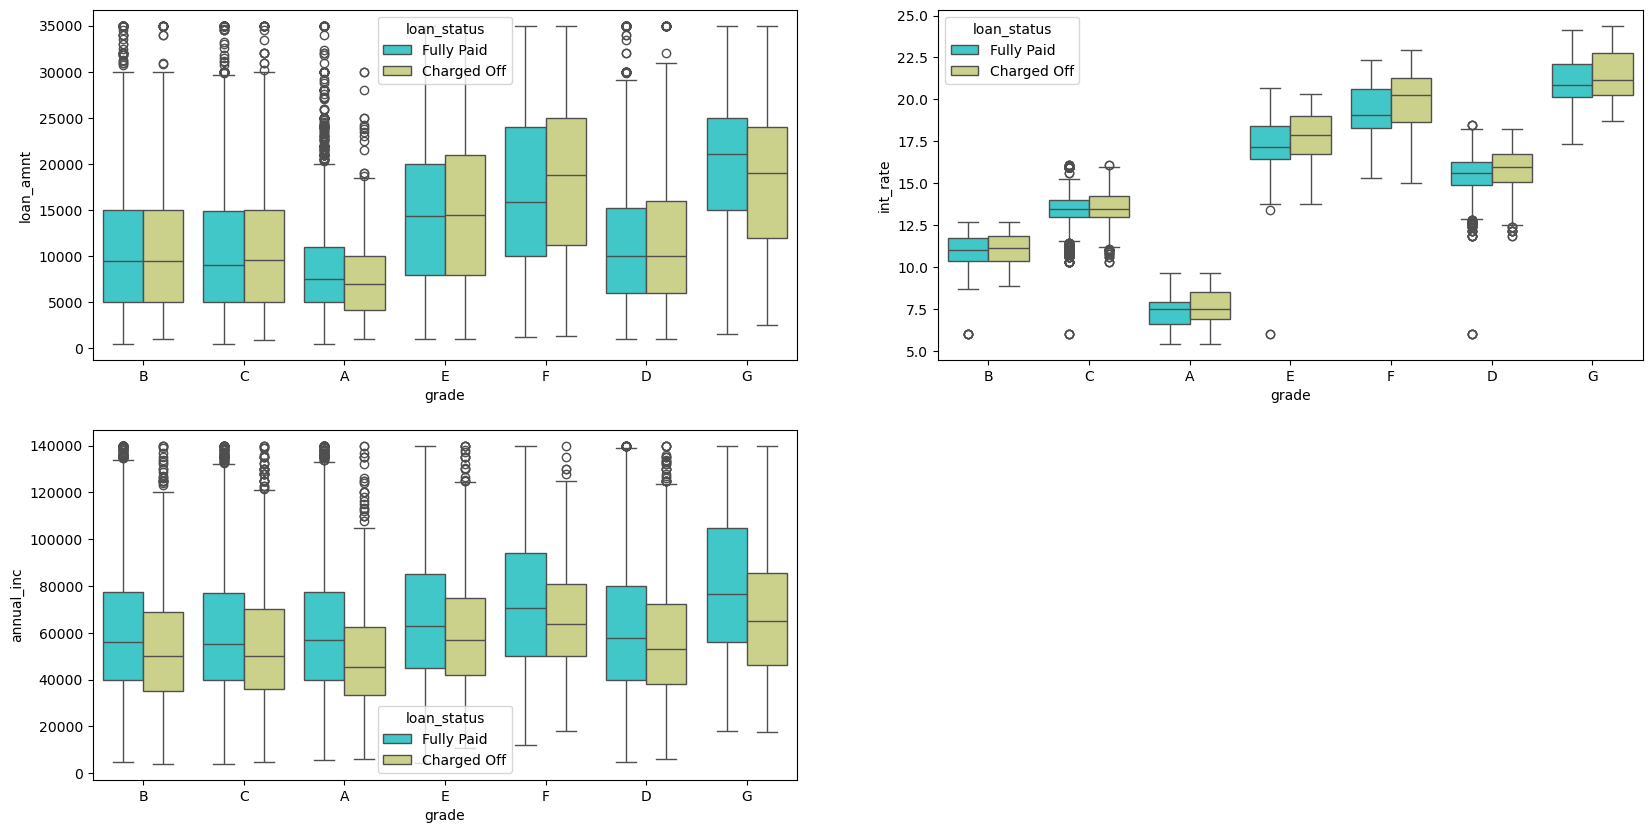 35000
30000
25000
20000
15000
10000
5000
0
loan_amt
loan_status
Fully Paid
Charged Off
B C A E F D G
grade
25.0
22.5
20.0
17.5
15.0
12.5
10.0
7.5
5.0
int_rate
loan_status
Fully Paid
Charged Off
B C A E F D G
grade
140000
120000
100000
80000
60000
40000
20000
0
annual_inc
loan_status
Fully Paid
Charged Off
B C A E F D G
grade